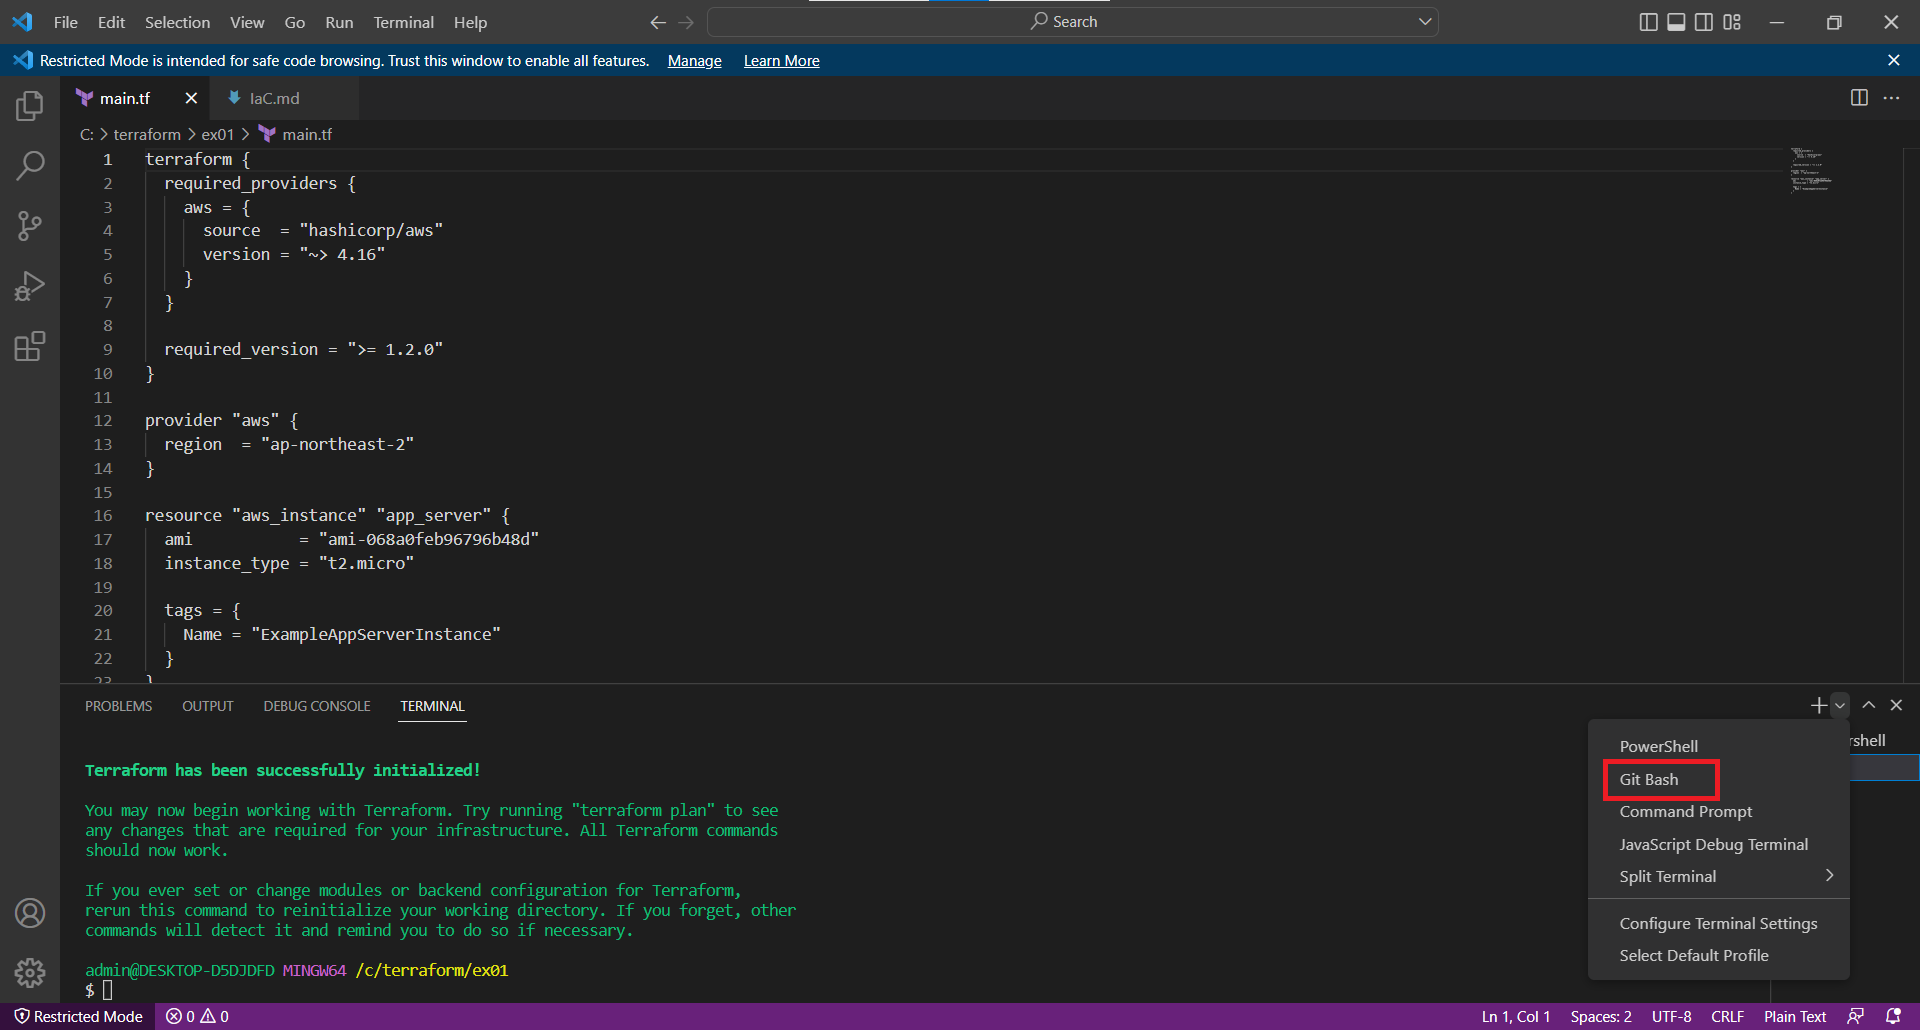 File Edit Selection View Go Run Terminal Help Search
Restricted Mode is intended for safe code browsing. Trust this window to enable all features. Manage Learn More
main.tf IaC.md
C: > terraform > ex01 > main.tf
1 terraform {
2 required_providers {
3 aws = {
4 source  = "hashicorp/aws"
5 version = "~> 4.16"
6 }
7 }
8
9 required_version = ">= 1.2.0"
10 }
11
12 provider "aws" {
13 region  = "ap-northeast-2"
14 }
15
16 resource "aws_instance" "app_server" {
17 ami           = "ami-068a0feb96796b48d"
18 instance_type = "t2.micro"
19
20 tags = {
21 Name = "ExampleAppServerInstance"
22 }
23 }
PROBLEMS OUTPUT DEBUG CONSOLE TERMINAL
Terraform has been successfully initialized!
You may now begin working with Terraform. Try running "terraform plan" to see
any changes that are required for your infrastructure. All Terraform commands
should now work.
If you ever set or change modules or backend configuration for Terraform,
rerun this command to reinitialize your working directory. If you forget, other
commands will detect it and remind you to do so if necessary.
admin@DESKTOP-D5DJDFD MINGW64 /c/terraform/ex01
$
rshell
PowerShell
Git Bash
Command Prompt
JavaScript Debug Terminal
Split Terminal
Configure Terminal Settings
Select Default Profile
Restricted Mode 0 0 Ln 1, Col 1 Spaces: 2 UTF-8 CRLF Plain Text